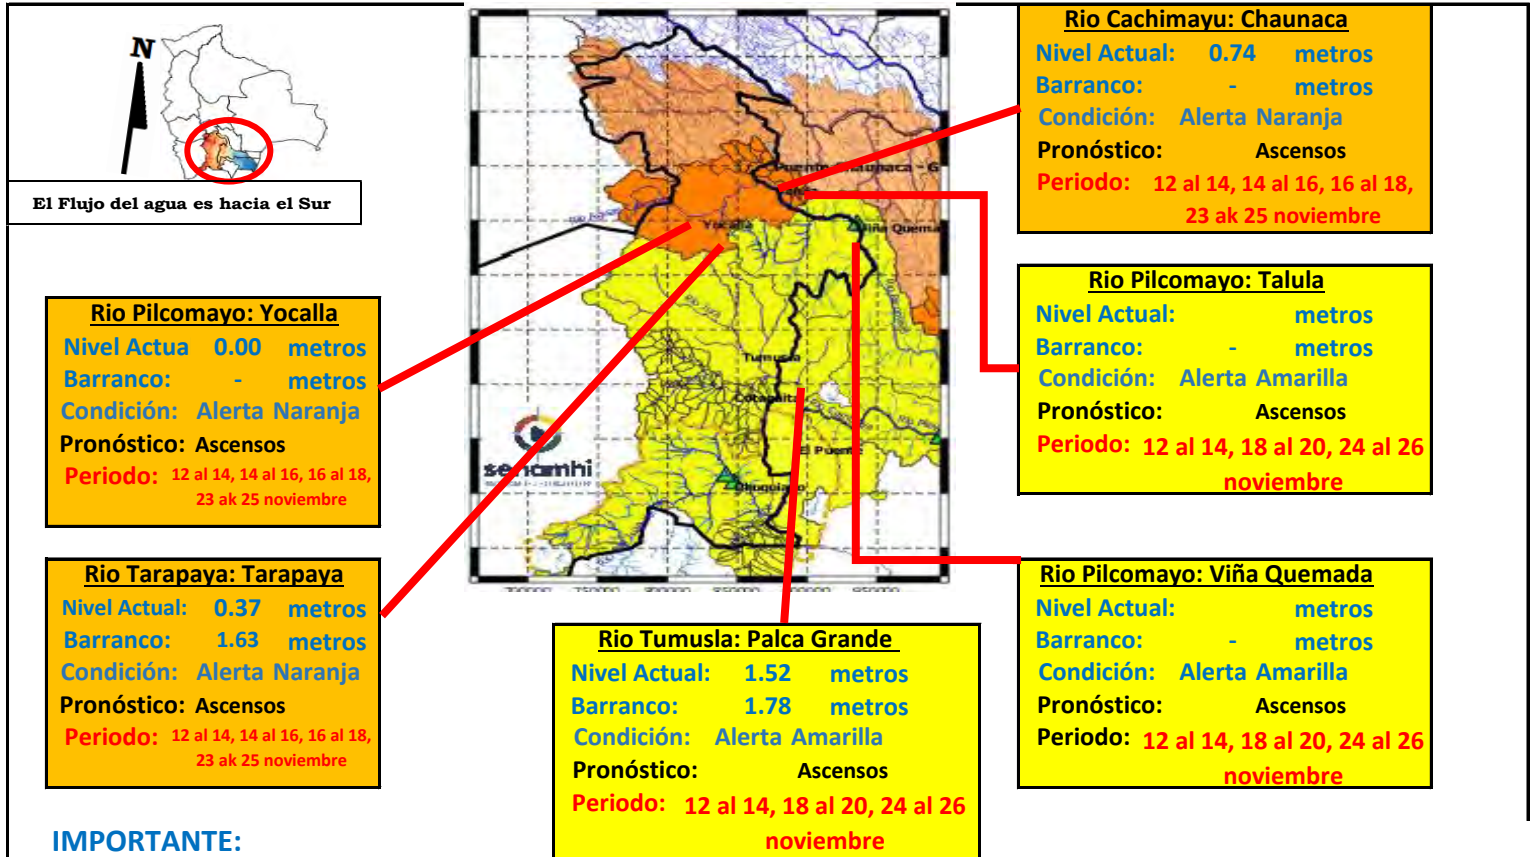 N
El Flujo del agua es hacia el Sur
Rio Pilcomayo: Yocalla
Nivel Actua 0.00 metros
Barranco: - metros
Condición: Alerta Naranja
Pronóstico: Ascensos
Periodo: 12 al 14, 14 al 16, 16 al 18,
23 ak 25 noviembre
Rio Tarapaya: Tarapaya
Nivel Actual: 0.37 metros
Barranco: 1.63 metros
Condición: Alerta Naranja
Pronóstico: Ascensos
Periodo: 12 al 14, 14 al 16, 16 al 18,
23 ak 25 noviembre
IMPORTANTE:
Yocalla
Viña Quema
Tumusla
Cotagaita
El Puente
senamhi
Chuquiago
Rio Tumusla: Palca Grande
Nivel Actual: 1.52 metros
Barranco: 1.78 metros
Condición: Alerta Amarilla
Pronóstico: Ascensos
Periodo: 12 al 14, 18 al 20, 24 al 26
noviembre
Rio Cachimayu: Chaunaca
Nivel Actual: 0.74 metros
Barranco: - metros
Condición: Alerta Naranja
Pronóstico: Ascensos
Periodo: 12 al 14, 14 al 16, 16 al 18,
23 ak 25 noviembre
Rio Pilcomayo: Talula
Nivel Actual: metros
Barranco: - metros
Condición: Alerta Amarilla
Pronóstico: Ascensos
Periodo: 12 al 14, 18 al 20, 24 al 26
noviembre
Rio Pilcomayo: Viña Quemada
Nivel Actual: metros
Barranco: - metros
Condición: Alerta Amarilla
Pronóstico: Ascensos
Periodo: 12 al 14, 18 al 20, 24 al 26
noviembre